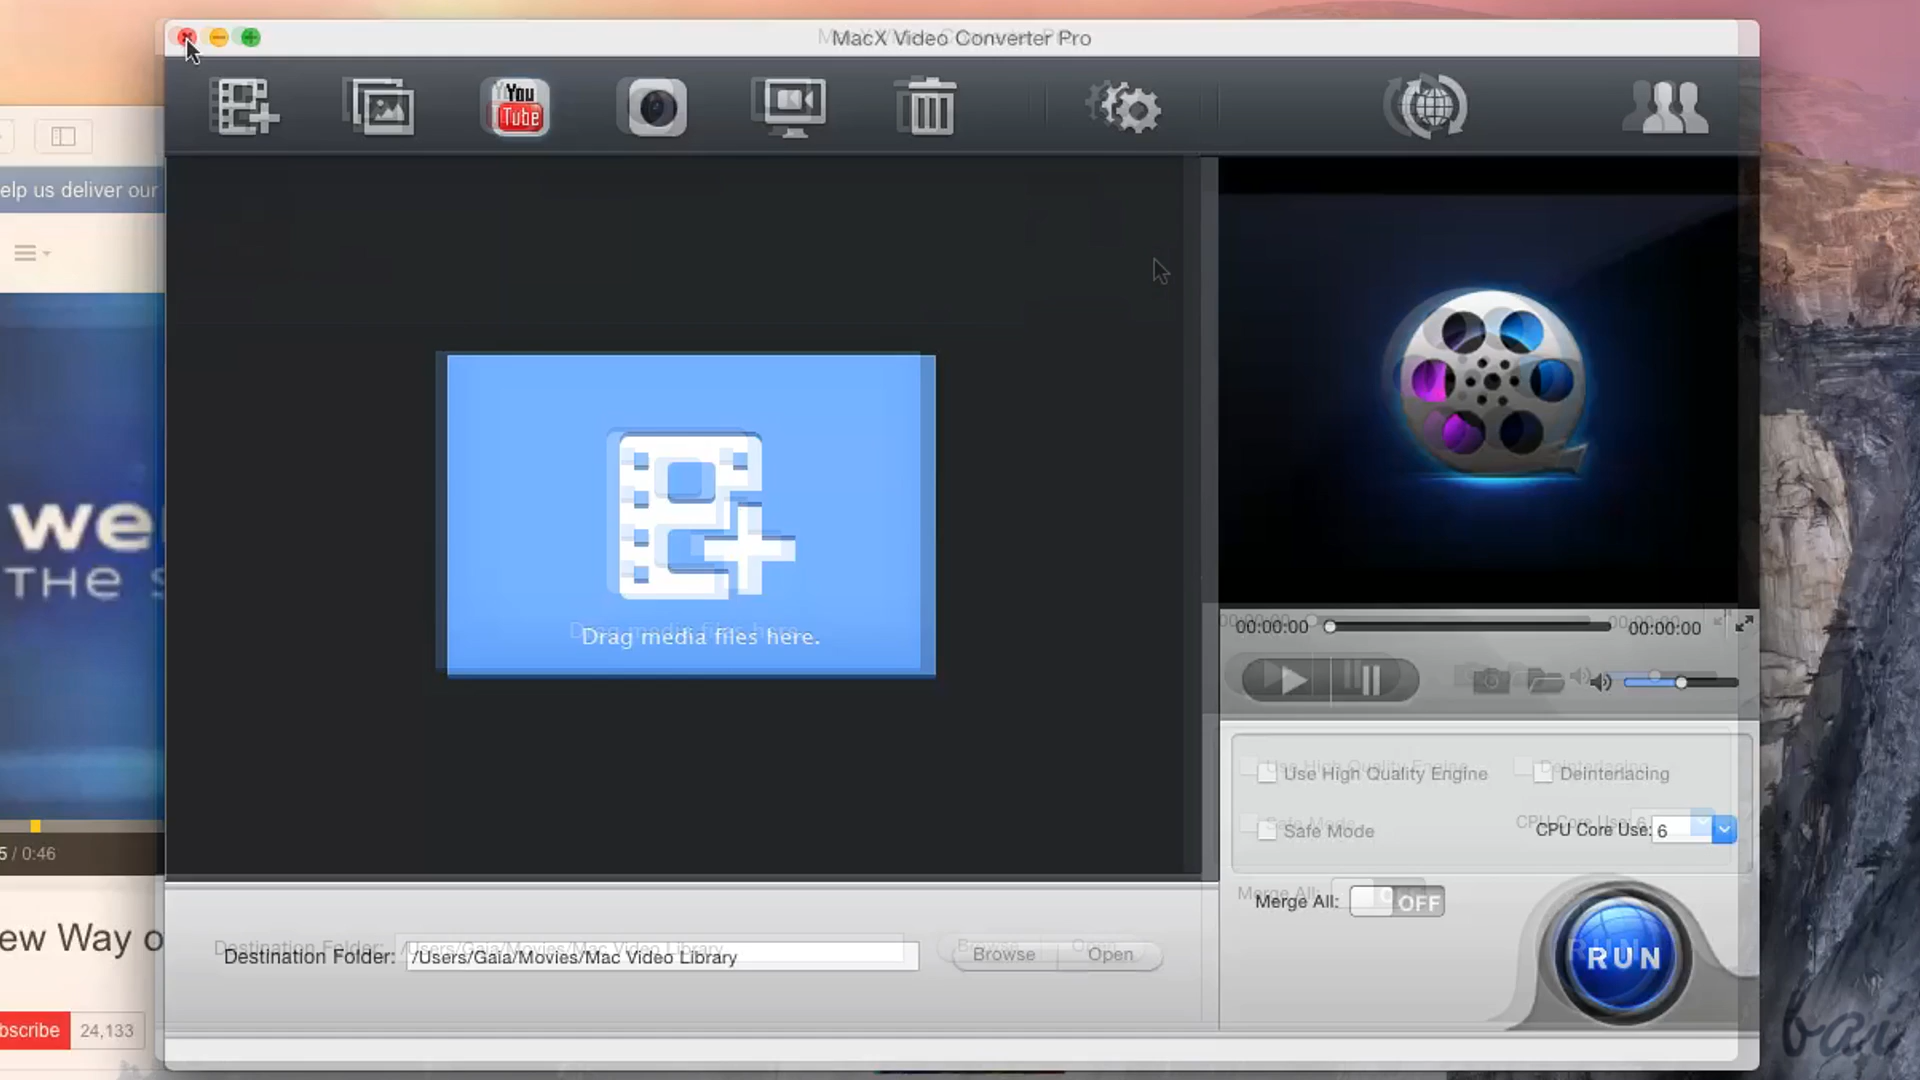 MacX Video Converter Pro
You
Tube
elp us deliver our
we
THE S
Drag media files here.
00:00:00
00:00:00
Use High Quality Engine
Deinterlacing
Safe Mode
CPU Core Use: 6
5 / 0:46
Merge All: OFF
ew Way o
Destination Folder: /Users/Gaia/Movies/Mac Video Library
Browse
Open
RUN
bscribe
24,133